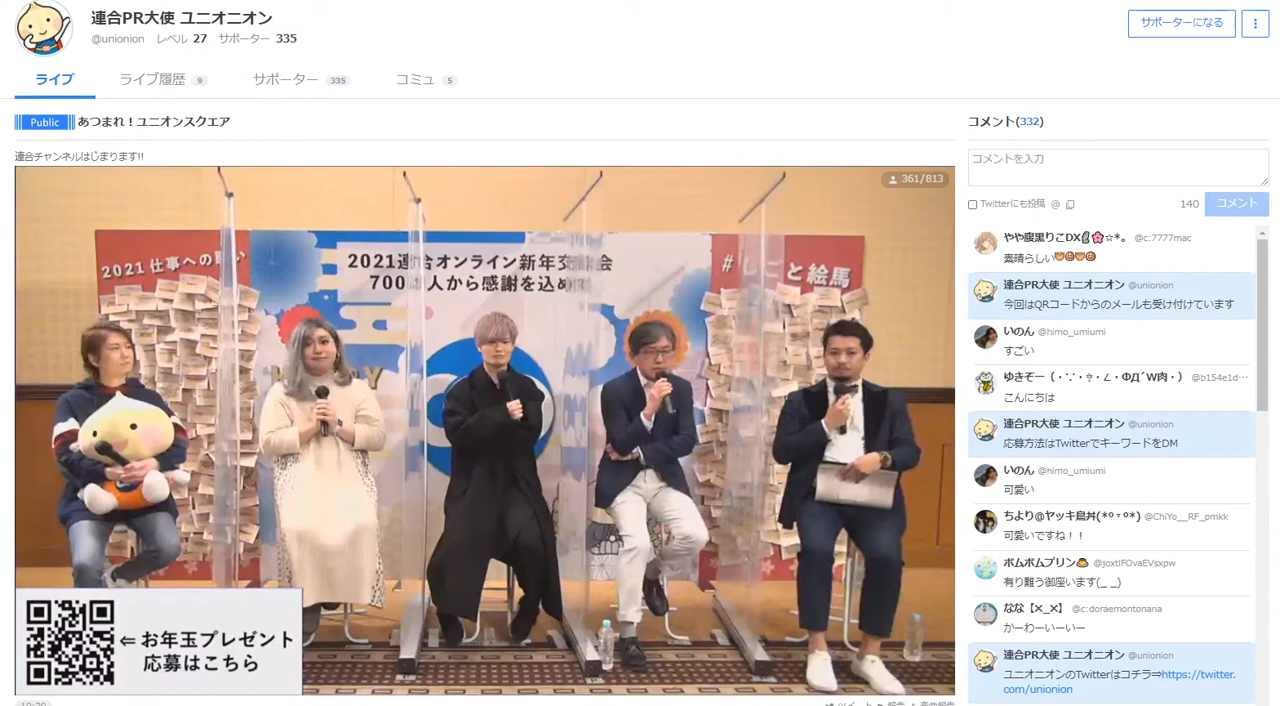 連合PR大使 ユニオニオン
@unionion レベル 27 サポーター 335
サポーターになる
ライブ ライブ履歴 9 サポーター 335 コミュ 5
Public あつまれ！ユニオンスクエア
連合チャンネルはじまります!!
361/813
2021 仕事への願い
2021連合オンライン新年交歓会
700万人から感謝を込めて
#しごと絵馬
⇐ お年玉プレゼント
応募はこちら
コメント(332)
コメントを入力
Twitterにも投稿 @ 140 コメント
やや腹黒りこDX @c:7777mac
素晴らしい
連合PR大使 ユニオニオン @unionion
今回はQRコードからのメールも受け付けています
いのん @himo_umiumi
すごい
ゆきぞー @b154e1d…
こんにちは
連合PR大使 ユニオニオン @unionion
応募方法はTwitterでキーワードをDM
いのん @himo_umiumi
可愛い
ちより@ヤッキ鳥丼(*º ▿ º*) @ChiYo__RF_pmkk
可愛いですね！！
ポムポムプリン @joxtIFOvaEVsxpw
有り難う御座います(_ _)
なな【×_×】 @c:doraemontonana
かーわーいーいー
連合PR大使 ユニオニオン @unionion
ユニオニオンのTwitterはコチラ⇒https://twitter.
com/unionion